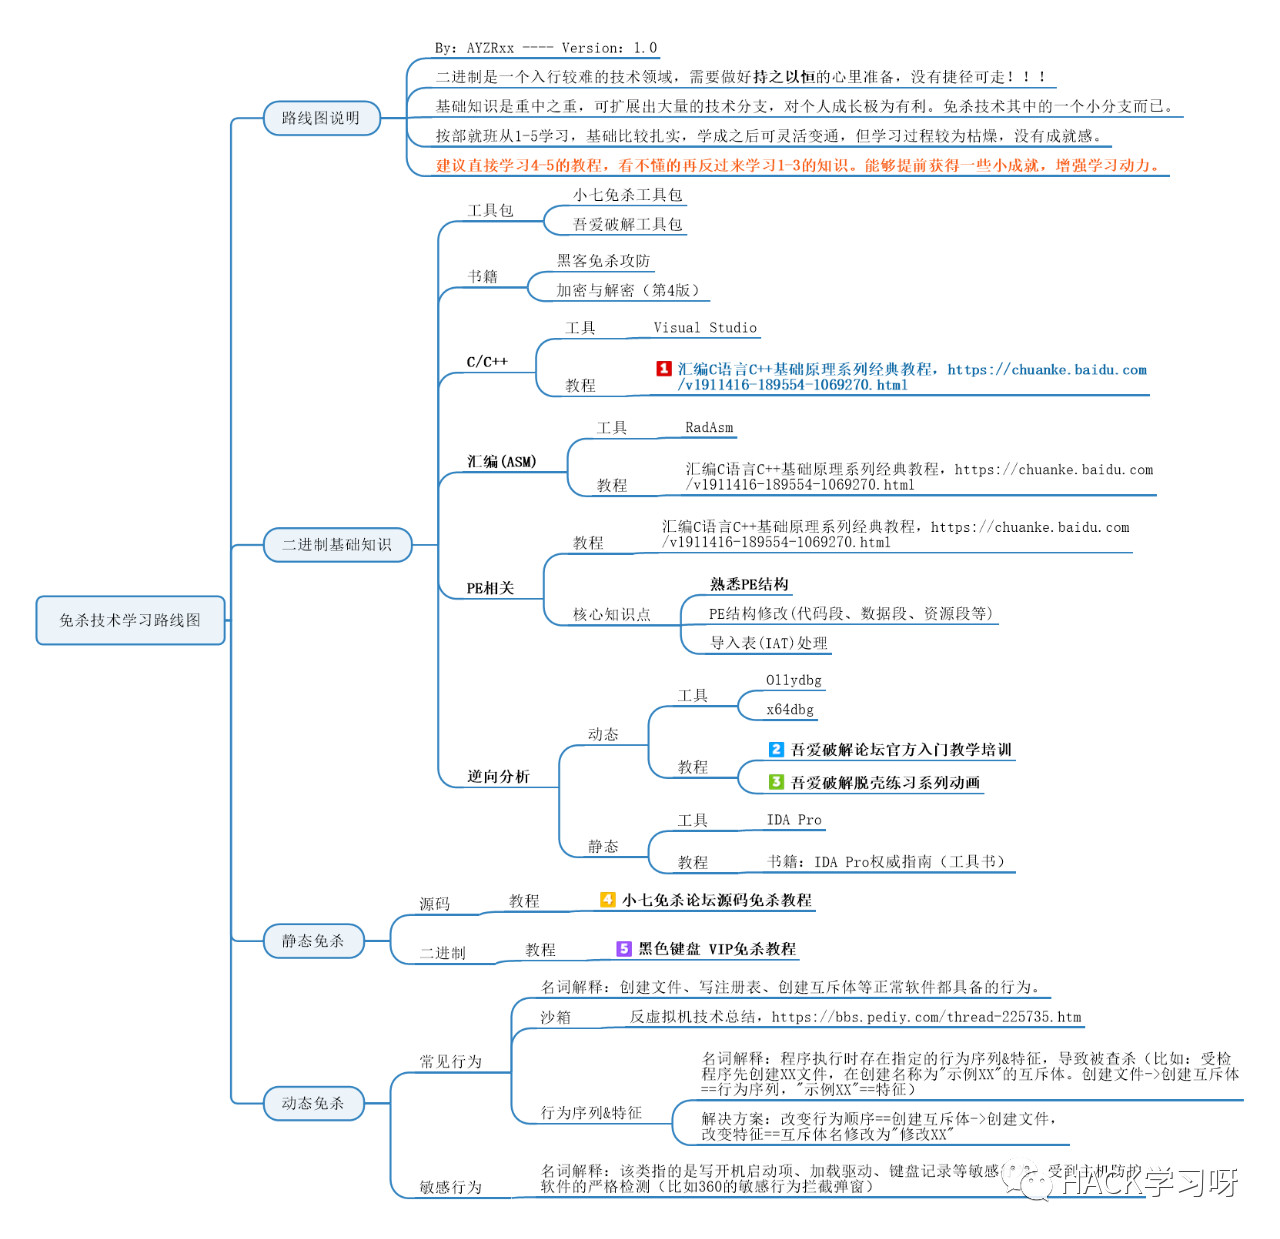 免杀技术学习路线图
路线图说明
By: AYZRxx ---- Version: 1.0
二进制是一个入行较难的技术领域，需要做好持之以恒的心里准备，没有捷径可走！！！
基础知识是重中之重，可扩展出大量的技术分支，对个人成长极为有利。免杀技术其中的一个小分支而已。
按部就班从1-5学习，基础比较扎实，学成之后可灵活变通，但学习过程较为枯燥，没有成就感。
建议直接学习4-5的教程，看不懂的再反过来学习1-3的知识。能够提前获得一些小成就，增强学习动力。
二进制基础知识
工具包
小七免杀工具包
吾爱破解工具包
书籍
黑客免杀攻防
加密与解密（第4版）
C/C++
工具
Visual Studio
教程
1 汇编C语言C++基础原理系列经典教程，https://chuanke.baidu.com
/v1911416-189554-1069270.html
汇编(ASM)
工具
RadAsm
教程
汇编C语言C++基础原理系列经典教程，https://chuanke.baidu.com
/v1911416-189554-1069270.html
PE相关
教程
汇编C语言C++基础原理系列经典教程，https://chuanke.baidu.com
/v1911416-189554-1069270.html
核心知识点
熟悉PE结构
PE结构修改(代码段、数据段、资源段等)
导入表(IAT)处理
逆向分析
动态
工具
Ollydbg
x64dbg
教程
2 吾爱破解论坛官方入门教学培训
3 吾爱破解脱壳练习系列动画
静态
工具
IDA Pro
教程
书籍：IDA Pro权威指南（工具书）
静态免杀
源码
教程
4 小七免杀论坛源码免杀教程
二进制
教程
5 黑色键盘 VIP免杀教程
动态免杀
常见行为
名词解释：创建文件、写注册表、创建互斥体等正常软件都具备的行为。
沙箱
反虚拟机技术总结，https://bbs.pediy.com/thread-225735.htm
行为序列&特征
名词解释：程序执行时存在指定的行为序列&特征，导致被查杀（比如：受检
程序先创建XX文件，在创建名称为"示例XX"的互斥体。创建文件->创建互斥体
==行为序列，"示例XX"==特征）
解决方案：改变行为顺序==创建互斥体->创建文件，
改变特征==互斥体名修改为"修改XX"
敏感行为
名词解释：该类指的是写开机启动项、加载驱动、键盘记录等敏感 受到主机防护
软件的严格检测（比如360的敏感行为拦截弹窗）
HACK学习呀